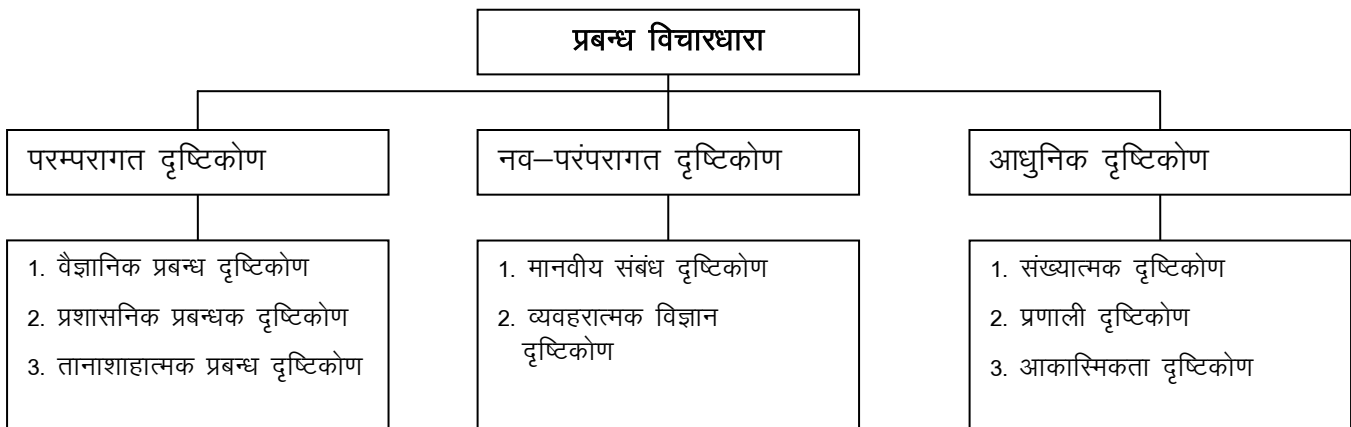 प्रबन्ध विचारधारा
परम्परागत दृष्टिकोण
नव–परंपरागत दृष्टिकोण
आधुनिक दृष्टिकोण
1. वैज्ञानिक प्रबन्ध दृष्टिकोण
2. प्रशासनिक प्रबन्धक दृष्टिकोण
3. तानाशाहात्मक प्रबन्ध दृष्टिकोण
1. मानवीय संबंध दृष्टिकोण
2. व्यवहरात्मक विज्ञान
दृष्टिकोण
1. संख्यात्मक दृष्टिकोण
2. प्रणाली दृष्टिकोण
3. आकास्मिकता दृष्टिकोण